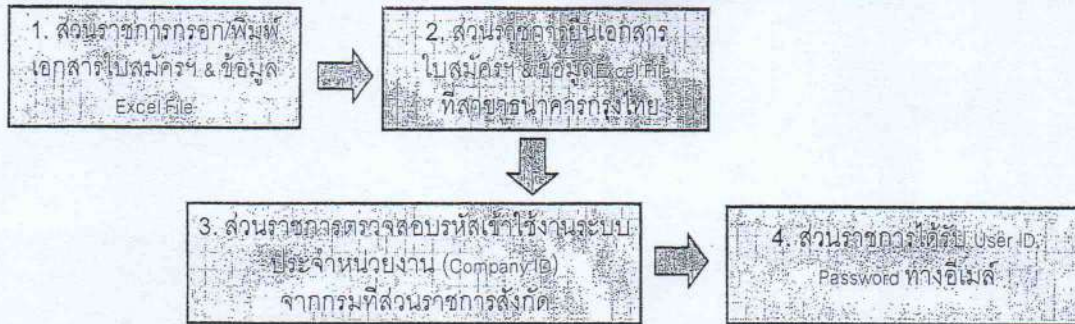 1. ส่วนราชการกรอก/พิมพ์
เอกสารใบสมัครฯ & ข้อมูล
Excel File
2. ส่วนราชการยื่นเอกสาร
ใบสมัครฯ & ข้อมูล Excel File
ที่สาขาธนาคารกรุงไทย
3. ส่วนราชการตรวจสอบรหัสเข้าใช้งานระบบ
ประจำหน่วยงาน (Company ID)
จากกรมที่ส่วนราชการสังกัด
4. ส่วนราชการได้รับ User ID,
Password ทางอีเมล์